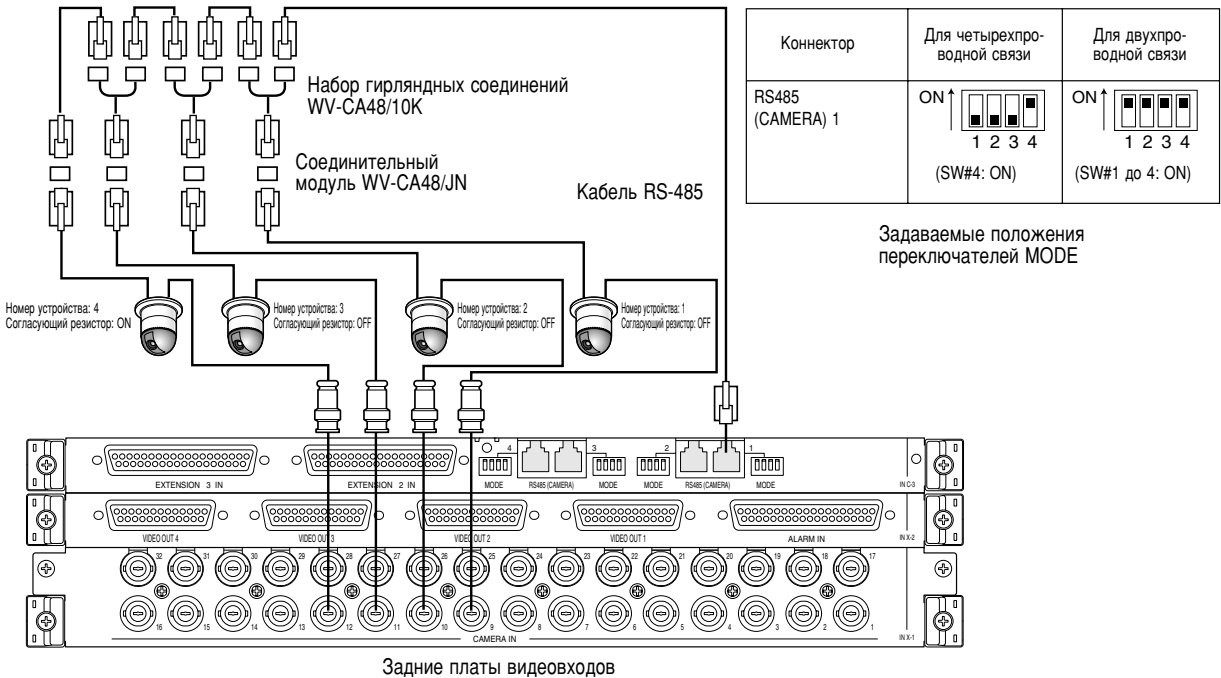 Набор гирляндных соединений
WV-CA48/10K
Соединительный
модуль WV-CA48/JN
Кабель RS-485
Коннектор
Для четырехпро-
водной связи
Для двухпро-
водной связи
RS485
(CAMERA) 1
ON
1 2 3 4
(SW#4: ON)
ON
1 2 3 4
(SW#1 до 4: ON)
Задаваемые положения
переключателей MODE
Номер устройства: 4
Согласующий резистор: ON
Номер устройства: 3
Согласующий резистор: OFF
Номер устройства: 2
Согласующий резистор: OFF
Номер устройства: 1
Согласующий резистор: OFF
4 3 2 1
EXTENSION 3 IN EXTENSION 2 IN MODE RS485 (CAMERA) MODE MODE RS485 (CAMERA) MODE IN C-3
VIDEO OUT 4 VIDEO OUT 3 VIDEO OUT 2 VIDEO OUT 1 ALARM IN IN X-2
32 31 30 29 28 27 26 25 24 23 22 21 20 19 18 17
16 15 14 13 12 11 10 9 8 7 6 5 4 3 2 1
CAMERA IN IN X-1
Задние платы видеовходов